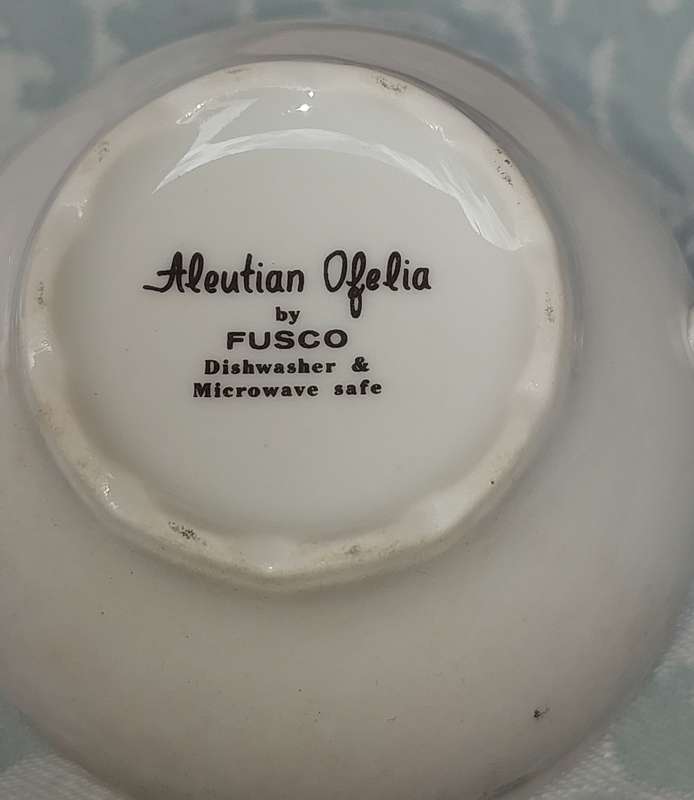 Aleutian Ofelia
by
FUSCO
Dishwasher &
Microwave safe